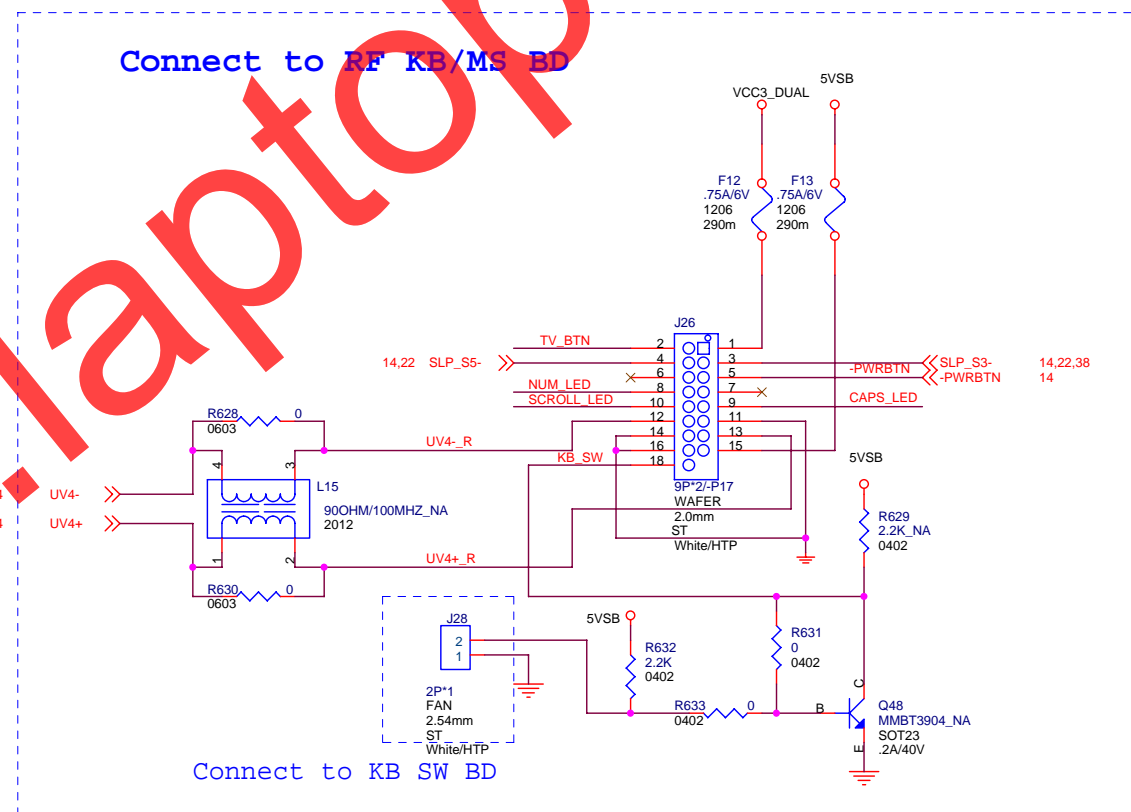 Connect to RF KB/MS BD
laptop
5VSB
VCC3_DUAL
F12
.75A/6V
1206
290m
F13
.75A/6V
1206
290m
J26
TV_BTN
2
1
14,22 SLP_S5-
4
3
SLP_S3- 14,22,38
6
5
-PWRBTN
-PWRBTN 14
NUM_LED
8
7
SCROLL_LED
10
9
CAPS_LED
12
11
14
13
16
15
KB_SW
18
9P*2/-P17
WAFER
2.0mm
ST
White/HTP
R628
0
0603
UV4-_R
4
3
L15
90OHM/100MHZ_NA
2012
4 UV4-
4 UV4+
1
2
UV4+_R
R630
0
0603
5VSB
R629
2.2K_NA
0402
J28
2
1
2P*1
FAN
2.54mm
ST
White/HTP
5VSB
R632
2.2K
0402
R631
0
0402
R633
0
0402
B
C
E
Q48
MMBT3904_NA
SOT23
.2A/40V
Connect to KB SW BD